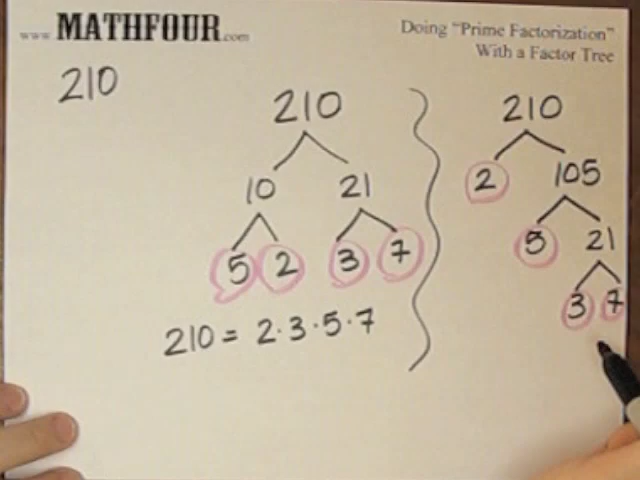 www.MATHFOUR.com
Doing "Prime Factorization"
With a Factor Tree
210
210
10 21
5 2 3 7
210 = 2·3·5·7
210
2 105
5 21
3 7